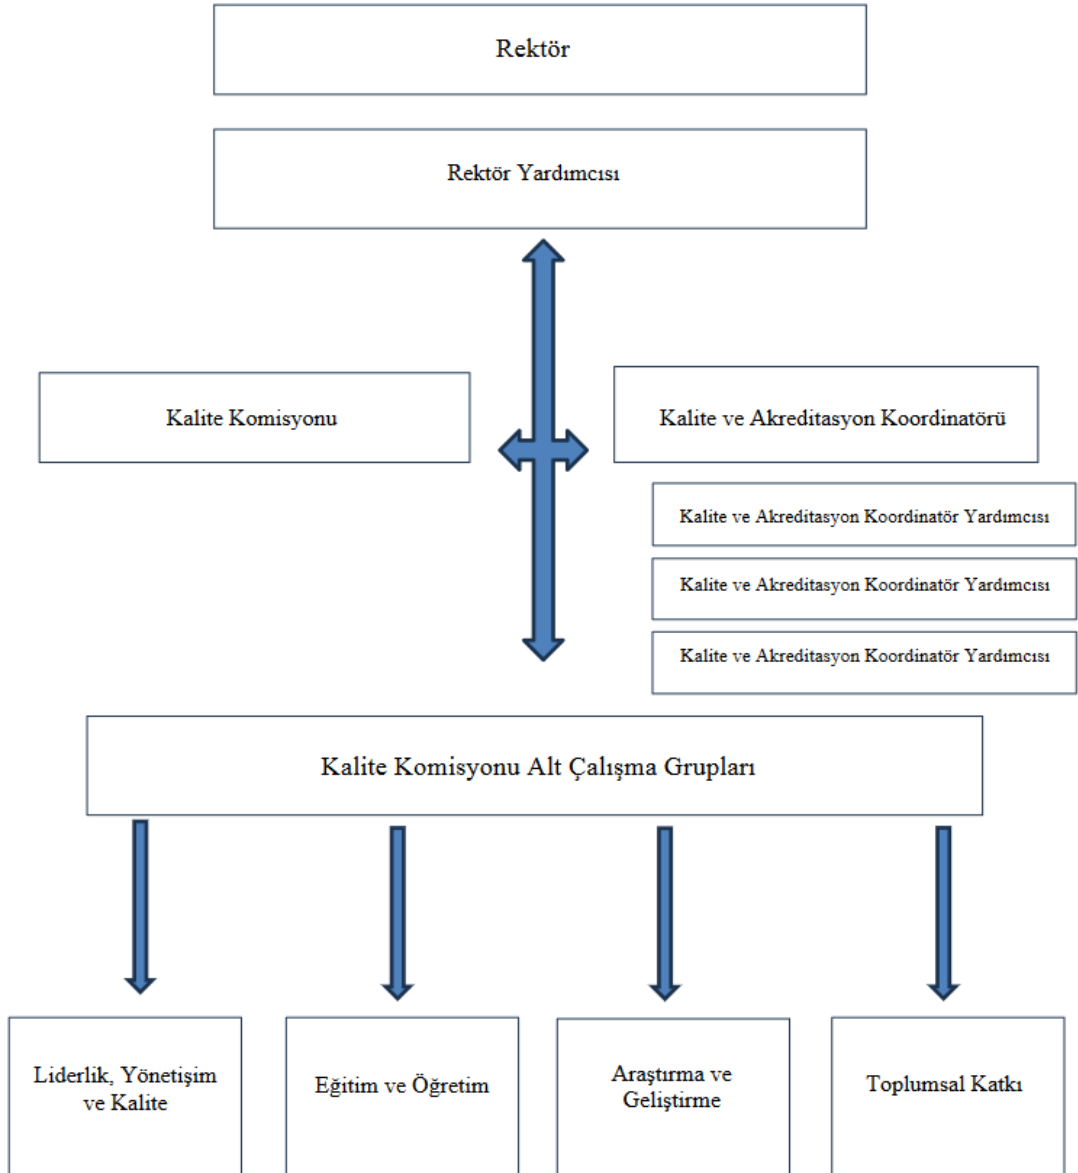 Rektör
Rektör Yardımcısı
Kalite Komisyonu
Kalite ve Akreditasyon Koordinatörü
Kalite ve Akreditasyon Koordinatör Yardımcısı
Kalite ve Akreditasyon Koordinatör Yardımcısı
Kalite ve Akreditasyon Koordinatör Yardımcısı
Kalite Komisyonu Alt Çalışma Grupları
Liderlik, Yönetişim
ve Kalite
Eğitim ve Öğretim
Araştırma ve
Geliştirme
Toplumsal Katkı